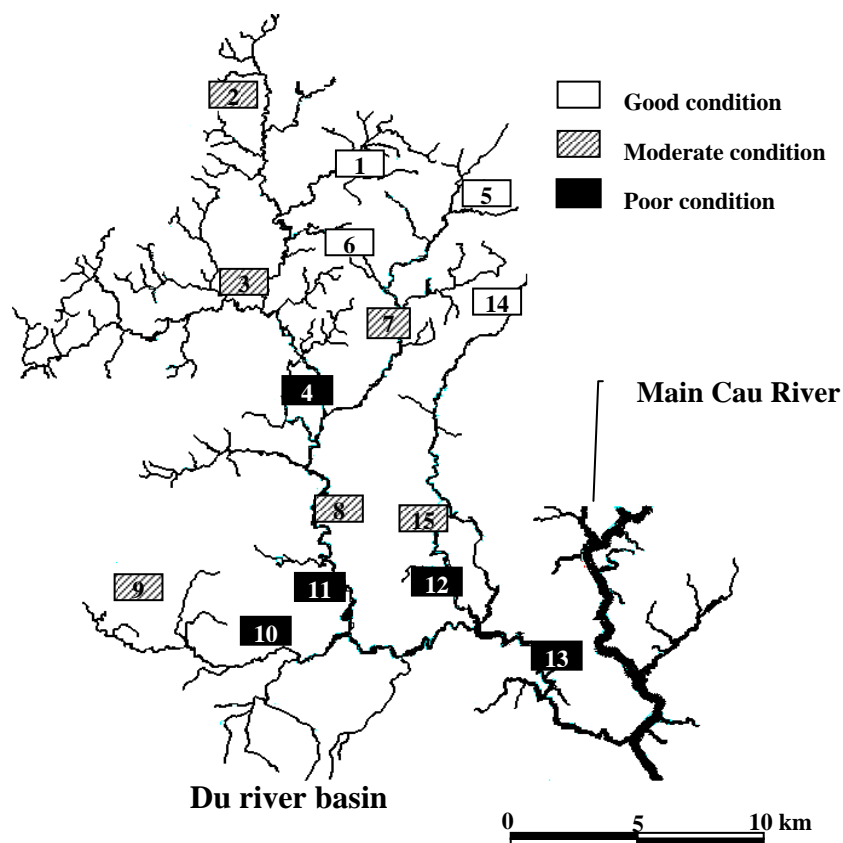 2
Good condition
1
Moderate condition
5
Poor condition
6
3
14
7
4
Main Cau River
8
15
9
11
12
10
13
Du river basin
0
5
10 km